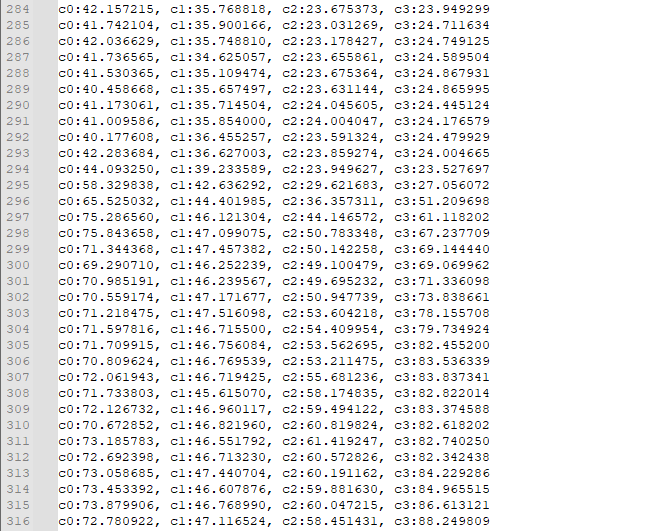 284 c0:42.157215, c1:35.768818, c2:23.675373, c3:23.949299
285 c0:41.742104, c1:35.900166, c2:23.031269, c3:24.711634
286 c0:42.036629, c1:35.748810, c2:23.178427, c3:24.749125
287 c0:41.736565, c1:34.625057, c2:23.655861, c3:24.589504
288 c0:41.530365, c1:35.109474, c2:23.675364, c3:24.867931
289 c0:40.458668, c1:35.657497, c2:23.631144, c3:24.865995
290 c0:41.173061, c1:35.714504, c2:24.045605, c3:24.445124
291 c0:41.009586, c1:35.854000, c2:24.004047, c3:24.176579
292 c0:40.177608, c1:36.455257, c2:23.591324, c3:24.479929
293 c0:42.283684, c1:36.627003, c2:23.859274, c3:24.004665
294 c0:44.093250, c1:39.233589, c2:23.949627, c3:23.527697
295 c0:58.329838, c1:42.636292, c2:29.621683, c3:27.056072
296 c0:65.525032, c1:44.401985, c2:36.357311, c3:51.209698
297 c0:75.286560, c1:46.121304, c2:44.146572, c3:61.118202
298 c0:75.843658, c1:47.099075, c2:50.783348, c3:67.237709
299 c0:71.344368, c1:47.457382, c2:50.142258, c3:69.144440
300 c0:69.290710, c1:46.252239, c2:49.100479, c3:69.069962
301 c0:70.985191, c1:46.239567, c2:49.695232, c3:71.336098
302 c0:70.559174, c1:47.171677, c2:50.947739, c3:73.838661
303 c0:71.218475, c1:47.516098, c2:53.604218, c3:78.155708
304 c0:71.597816, c1:46.715500, c2:54.409954, c3:79.734924
305 c0:71.709915, c1:46.756084, c2:53.562695, c3:82.455200
306 c0:70.809624, c1:46.769539, c2:53.211475, c3:83.536339
307 c0:72.061943, c1:46.719425, c2:55.681236, c3:83.837341
308 c0:71.733803, c1:45.615070, c2:58.174835, c3:82.822014
309 c0:72.126732, c1:46.960117, c2:59.494122, c3:83.374588
310 c0:70.672852, c1:46.821960, c2:60.819824, c3:82.618202
311 c0:73.185783, c1:46.551792, c2:61.419247, c3:82.740250
312 c0:72.692398, c1:46.713230, c2:60.572826, c3:82.342438
313 c0:73.058685, c1:47.440704, c2:60.191162, c3:84.229286
314 c0:73.453392, c1:46.607876, c2:59.881630, c3:84.965515
315 c0:73.879906, c1:46.768990, c2:60.047215, c3:86.613121
316 c0:72.780922, c1:47.116524, c2:58.451431, c3:88.249809